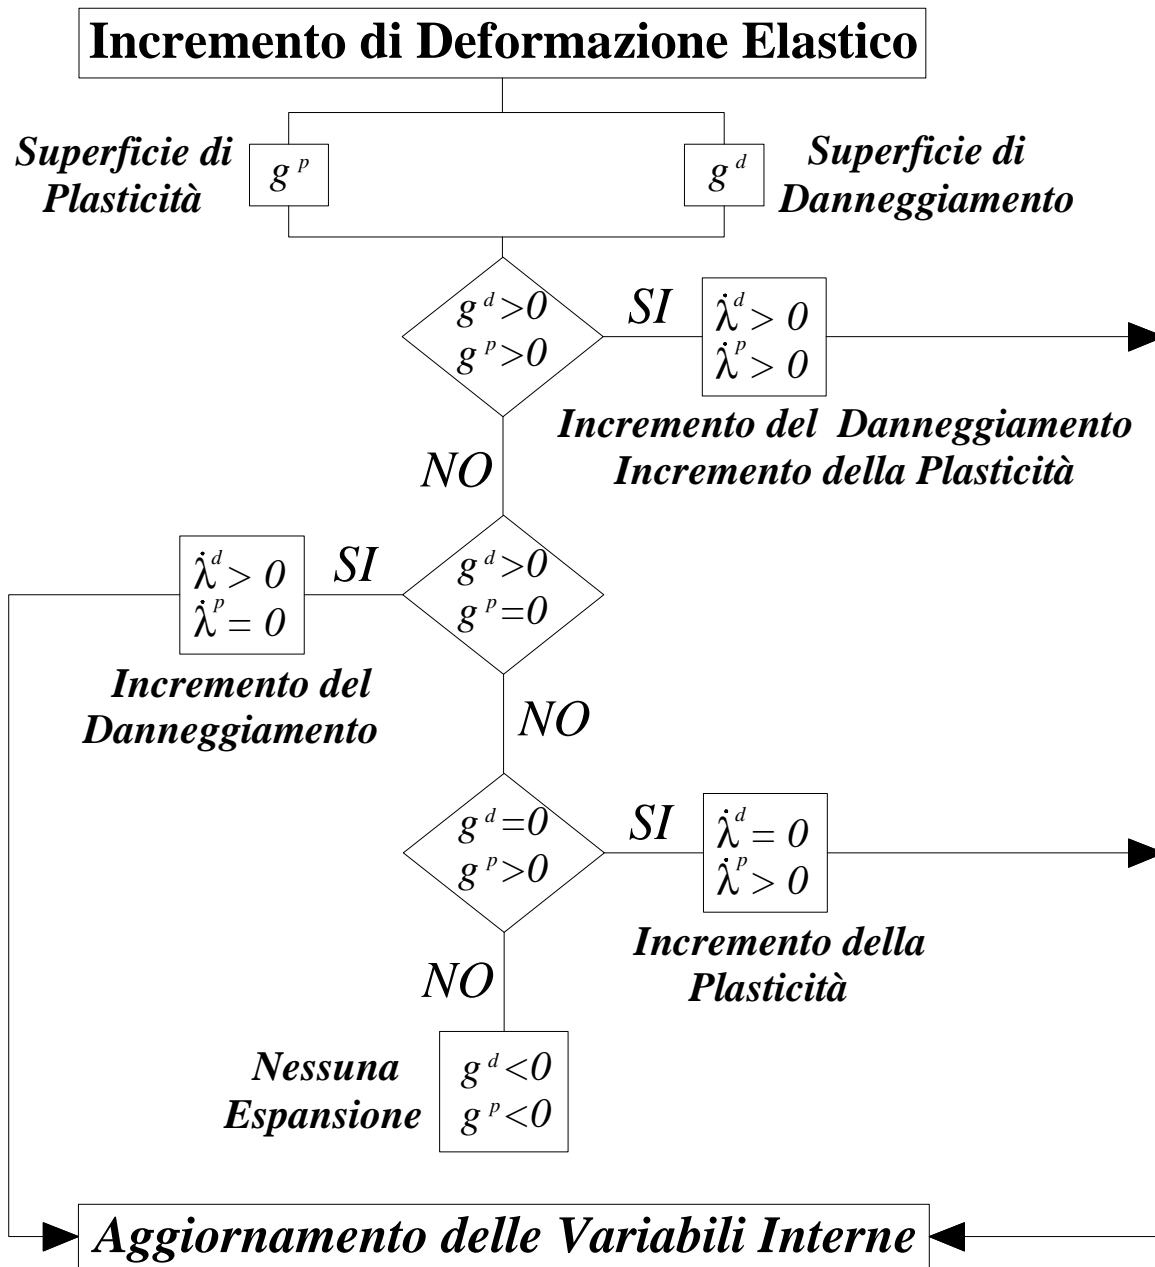 Incremento di Deformazione Elastico
Superficie di
Plasticità
g^p
g^d
Superficie di
Danneggiamento
g^d>0
g^p>0
SI
λ̇^d > 0
λ̇^p > 0
Incremento del Danneggiamento
Incremento della Plasticità
NO
g^d>0
g^p=0
SI
λ̇^d > 0
λ̇^p = 0
Incremento del
Danneggiamento
NO
g^d=0
g^p>0
SI
λ̇^d = 0
λ̇^p > 0
Incremento della
Plasticità
NO
Nessuna
Espansione
g^d<0
g^p<0
Aggiornamento delle Variabili Interne